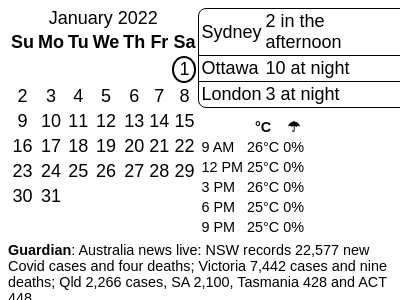 January 2022
Su Mo Tu We Th Fr Sa
1
2 3 4 5 6 7 8
9 10 11 12 13 14 15
16 17 18 19 20 21 22
23 24 25 26 27 28 29
30 31
Sydney 2 in the
afternoon
Ottawa 10 at night
London 3 at night
°C ☂
9 AM 26°C 0%
12 PM 25°C 0%
3 PM 26°C 0%
6 PM 25°C 0%
9 PM 25°C 0%
Guardian: Australia news live: NSW records 22,577 new
Covid cases and four deaths; Victoria 7,442 cases and nine
deaths; Qld 2,266 cases, SA 2,100, Tasmania 428 and ACT
448